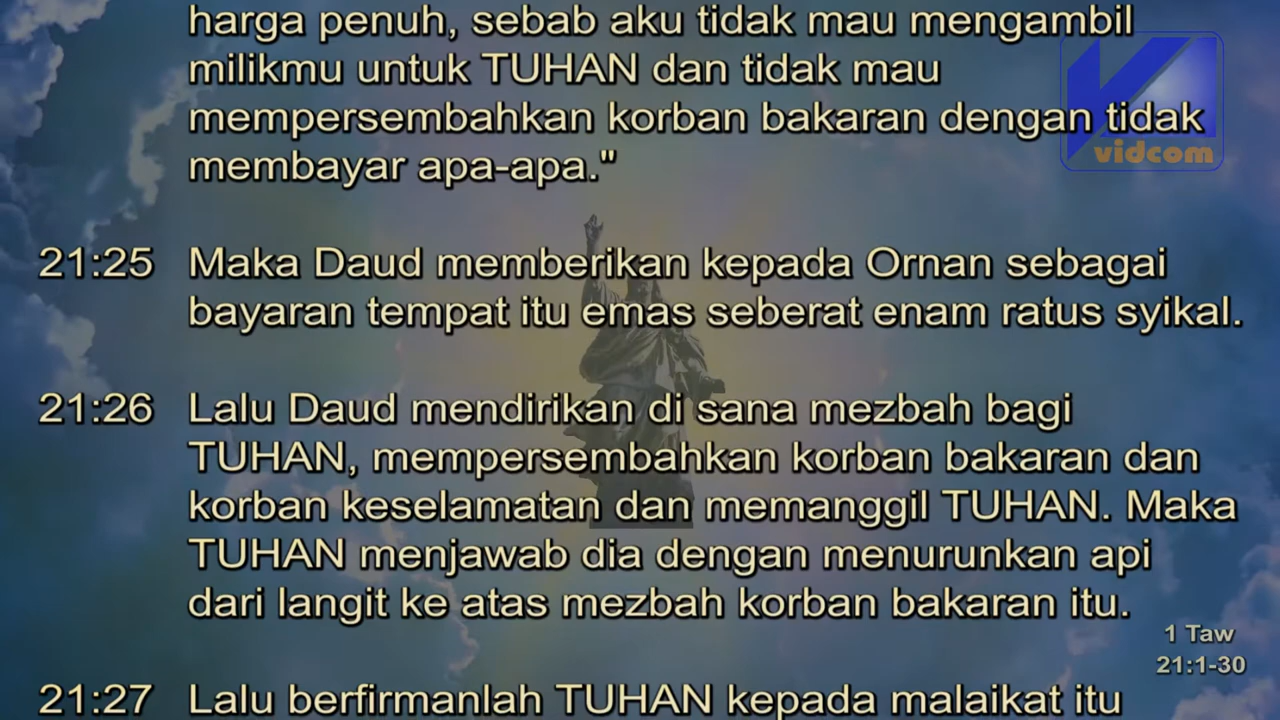 harga penuh, sebab aku tidak mau mengambil
milikmu untuk TUHAN dan tidak mau
mempersembahkan korban bakaran dengan tidak
membayar apa-apa."
vidcom
21:25 Maka Daud memberikan kepada Ornan sebagai
bayaran tempat itu emas seberat enam ratus syikal.
21:26 Lalu Daud mendirikan di sana mezbah bagi
TUHAN, mempersembahkan korban bakaran dan
korban keselamatan dan memanggil TUHAN. Maka
TUHAN menjawab dia dengan menurunkan api
dari langit ke atas mezbah korban bakaran itu.
1 Taw
21:1-30
21:27 Lalu berfirmanlah TUHAN kepada malaikat itu